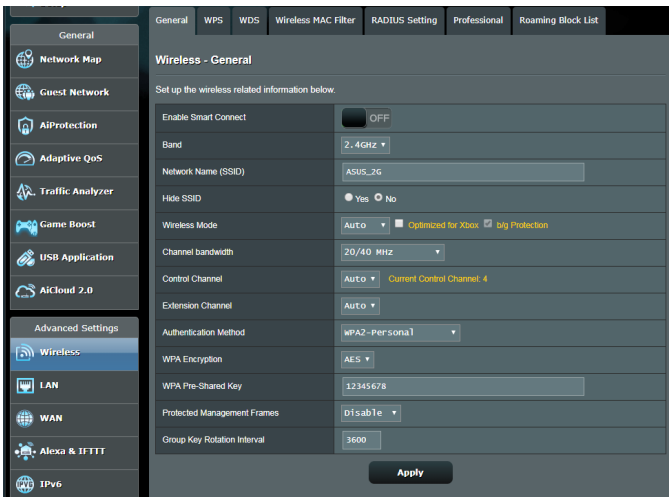 General
Network Map
Guest Network
AiProtection
Adaptive QoS
Traffic Analyzer
Game Boost
USB Application
AiCloud 2.0
Advanced Settings
Wireless
LAN
WAN
Alexa & IFTTT
IPv6
General WPS WDS Wireless MAC Filter RADIUS Setting Professional Roaming Block List
Wireless - General
Set up the wireless related information below.
Enable Smart Connect OFF
Band 2.4GHz
Network Name (SSID) ASUS_2G
Hide SSID Yes No
Wireless Mode Auto Optimized for Xbox b/g Protection
Channel bandwidth 20/40 MHz
Control Channel Auto Current Control Channel: 4
Extension Channel Auto
Authentication Method WPA2-Personal
WPA Encryption AES
WPA Pre-Shared Key 12345678
Protected Management Frames Disable
Group Key Rotation Interval 3600
Apply